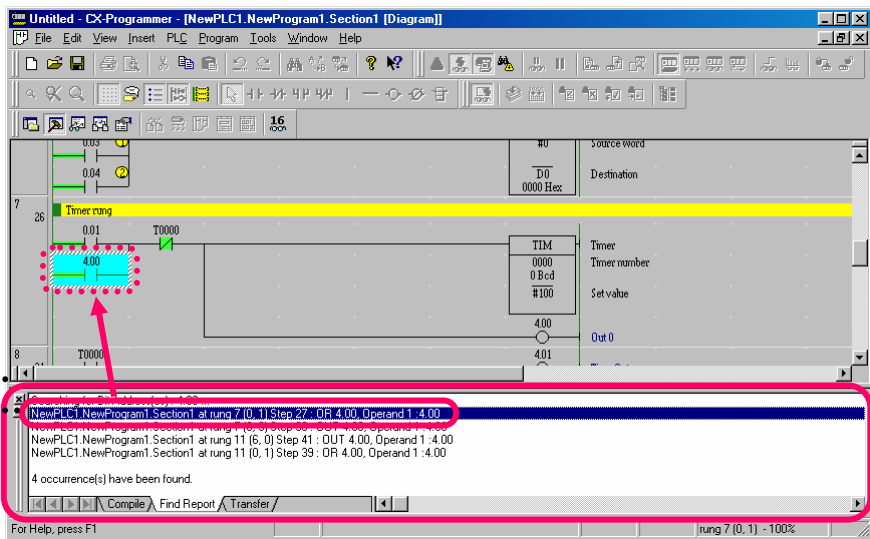 Untitled - CX-Programmer - [NewPLC1.NewProgram1.Section1 [Diagram]]
File Edit View Insert PLC Program Tools Window Help
16
0.03 1
#0 Source word
0.04 2
D0 Destination
0000 Hex
7
26
Timer rung
0.01 T0000
TIM Timer
4.00
0000 Timer number
0 Bcd
#100 Set value
4.00
Out 0
8
T0000
4.01
NewPLC1.NewProgram1.Section1 at rung 7 (0, 1) Step 27 : OR 4.00, Operand 1 :4.00
NewPLC1.NewProgram1.Section1 at rung 11 (6, 0) Step 41 : OUT 4.00, Operand 1 :4.00
NewPLC1.NewProgram1.Section1 at rung 11 (0, 1) Step 39 : OR 4.00, Operand 1 :4.00
4 occurrence(s) have been found.
Compile Find Report Transfer
For Help, press F1
rung 7 (0, 1) - 100%